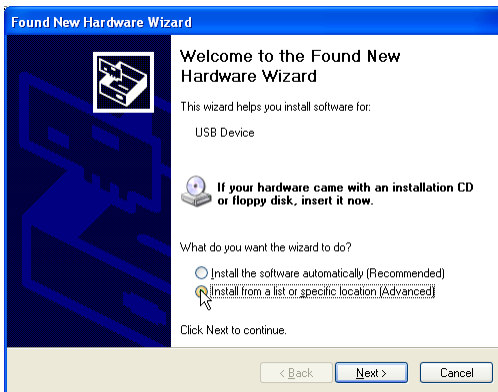 Found New Hardware Wizard
Welcome to the Found New
Hardware Wizard
This wizard helps you install software for:
USB Device
If your hardware came with an installation CD
or floppy disk, insert it now.
What do you want the wizard to do?
Install the software automatically (Recommended)
Install from a list or specific location (Advanced)
Click Next to continue.
< Back Next > Cancel